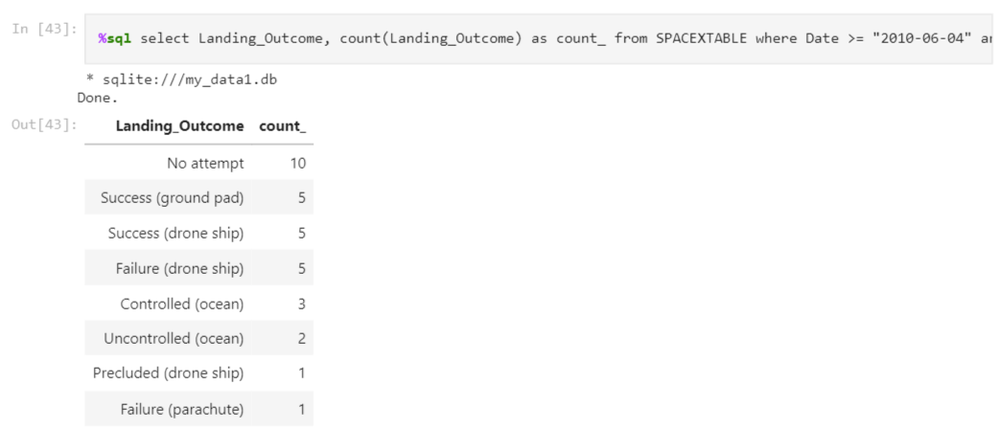 In [43]: %sql select Landing_Outcome, count(Landing_Outcome) as count_ from SPACEXTABLE where Date >= "2010-06-04"
* sqlite:///my_data1.db
Done.
Out[43]: Landing_Outcome count_
No attempt 10
Success (ground pad) 5
Success (drone ship) 5
Failure (drone ship) 5
Controlled (ocean) 3
Uncontrolled (ocean) 2
Precluded (drone ship) 1
Failure (parachute) 1